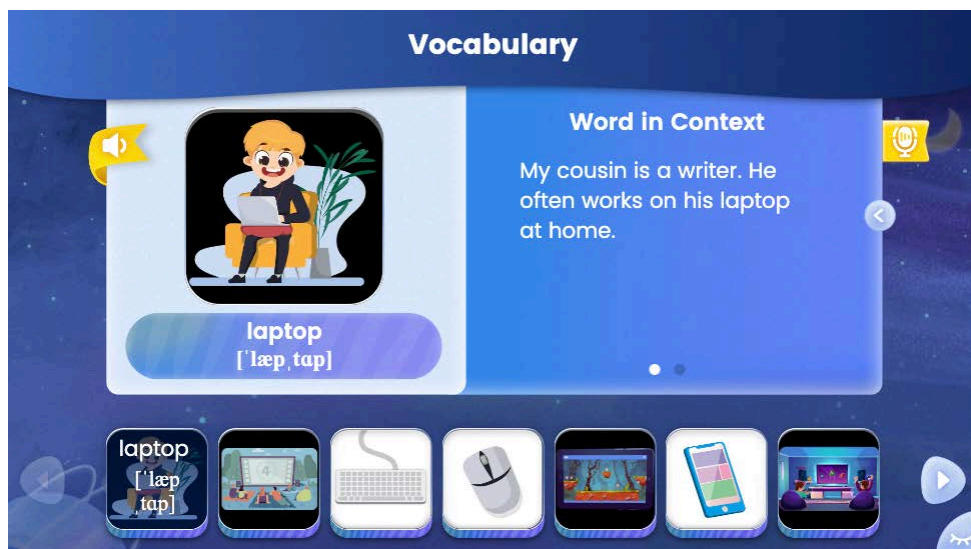 Vocabulary
Word in Context
My cousin is a writer. He
often works on his laptop
at home.
laptop
[ˈlæpˌtɑp]
laptop
[ˈlæp
ˌtɑp]
4